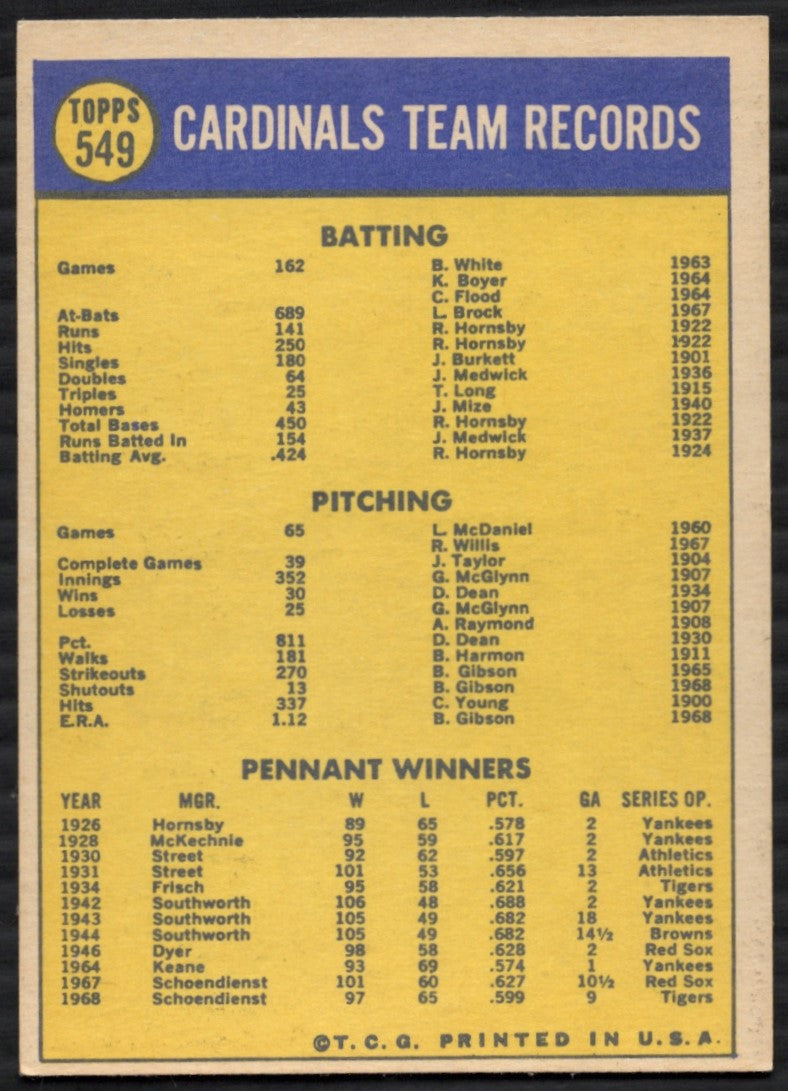 TOPPS
549
CARDINALS TEAM RECORDS
BATTING
Games 162 B. White 1963
K. Boyer 1964
C. Flood 1964
At-Bats 689 L. Brock 1967
Runs 141 R. Hornsby 1922
Hits 250 R. Hornsby 1922
Singles 180 J. Burkett 1901
Doubles 64 J. Medwick 1936
Triples 25 T. Long 1915
Homers 43 J. Mize 1940
Total Bases 450 R. Hornsby 1922
Runs Batted In 154 J. Medwick 1937
Batting Avg. .424 R. Hornsby 1924
PITCHING
Games 65 L. McDaniel 1960
R. Willis 1967
Complete Games 39 J. Taylor 1904
Innings 352 G. McGlynn 1907
Wins 30 D. Dean 1934
Losses 25 G. McGlynn 1907
A. Raymond 1908
Pct. 811 D. Dean 1930
Walks 181 B. Harmon 1911
Strikeouts 270 B. Gibson 1965
Shutouts 13 B. Gibson 1968
Hits 337 C. Young 1900
E.R.A. 1.12 B. Gibson 1968
PENNANT WINNERS
YEAR MGR. W L PCT. GA SERIES OP.
1926 Hornsby 89 65 .578 2 Yankees
1928 McKechnie 95 59 .617 2 Yankees
1930 Street 92 62 .597 2 Athletics
1931 Street 101 53 .656 13 Athletics
1934 Frisch 95 58 .621 2 Tigers
1942 Southworth 106 48 .688 2 Yankees
1943 Southworth 105 49 .682 18 Yankees
1944 Southworth 105 49 .682 14½ Browns
1946 Dyer 98 58 .628 2 Red Sox
1964 Keane 93 69 .574 1 Yankees
1967 Schoendienst 101 60 .627 10½ Red Sox
1968 Schoendienst 97 65 .599 9 Tigers
©T. C. G. PRINTED IN U. S. A.